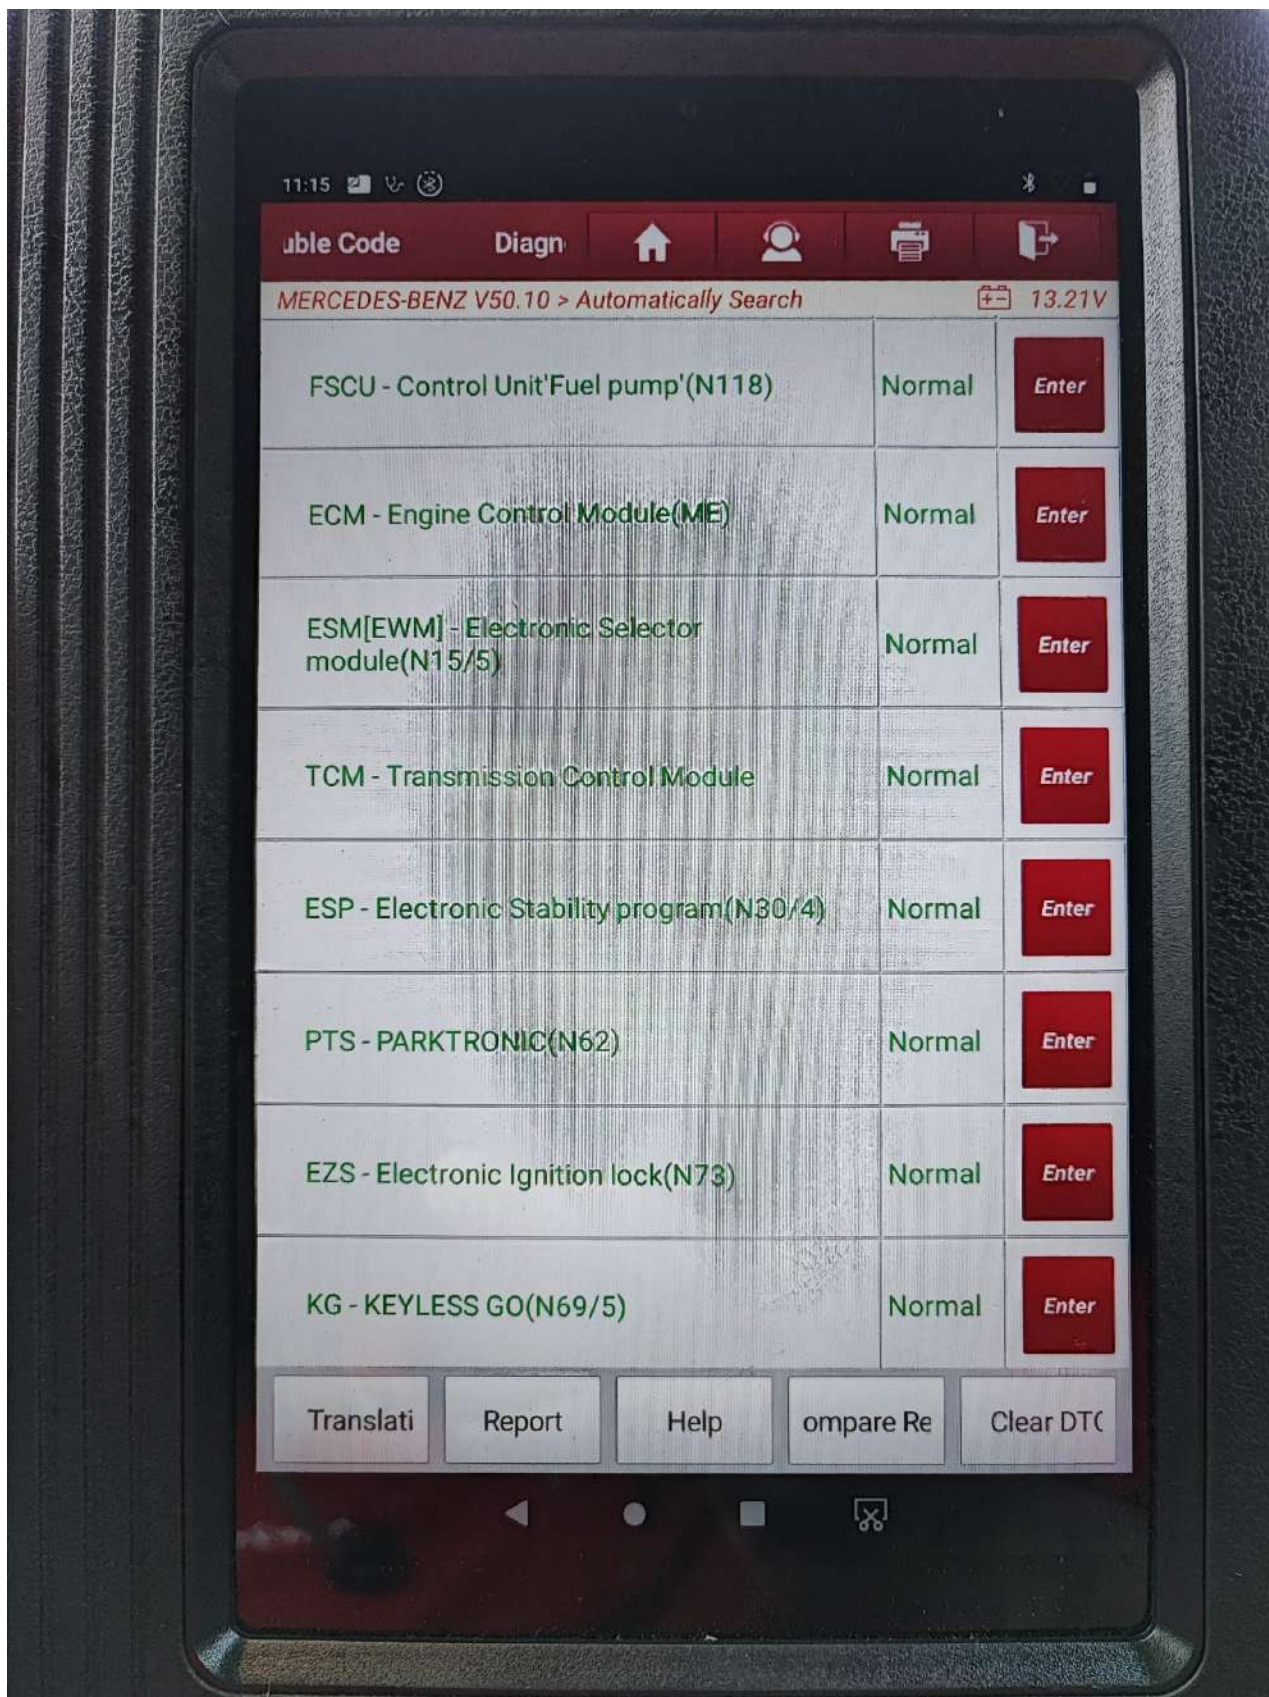 11:15
uble Code Diagn
MERCEDES-BENZ V50.10 > Automatically Search 13.21V
FSCU - Control Unit'Fuel pump'(N118) Normal Enter
ECM - Engine Control Module(ME) Normal Enter
ESM[EWM] - Electronic Selector
module(N15/5) Normal Enter
TCM - Transmission Control Module Normal Enter
ESP - Electronic Stability program(N30/4) Normal Enter
PTS - PARKTRONIC(N62) Normal Enter
EZS - Electronic Ignition lock(N73) Normal Enter
KG - KEYLESS GO(N69/5) Normal Enter
Translati Report Help ompare Re Clear DTC